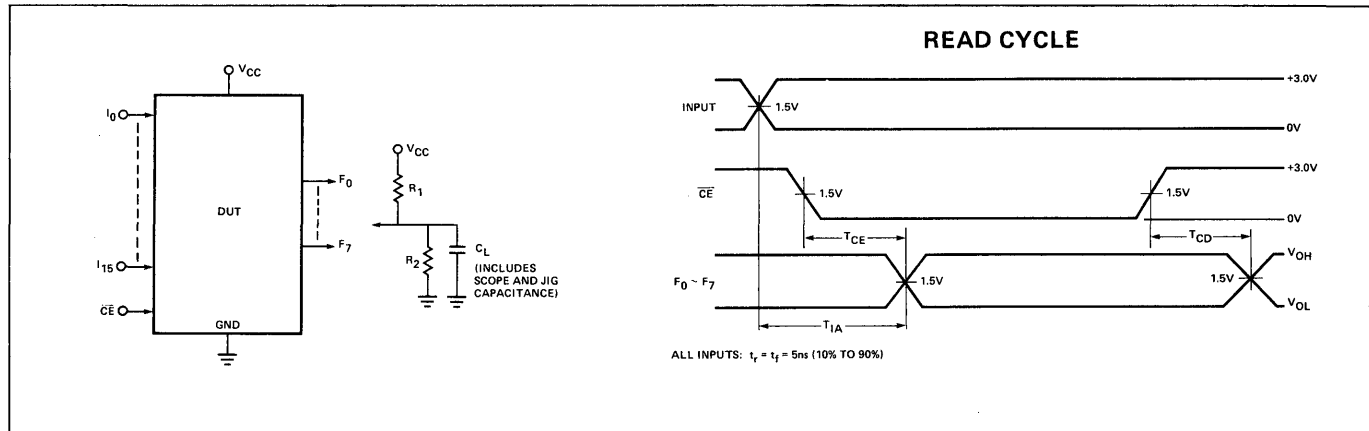 READ CYCLE
V_CC
I_0
F_0
DUT
F_7
I_15
C̅E̅
GND
V_CC
R_1
R_2
C_L
(INCLUDES
SCOPE AND JIG
CAPACITANCE)
INPUT
1.5V
+3.0V
0V
C̅E̅
1.5V
1.5V
+3.0V
0V
T_CE
T_CD
F_0 ~ F_7
1.5V
1.5V
V_OH
V_OL
T_IA
ALL INPUTS: t_r = t_f = 5ns (10% TO 90%)